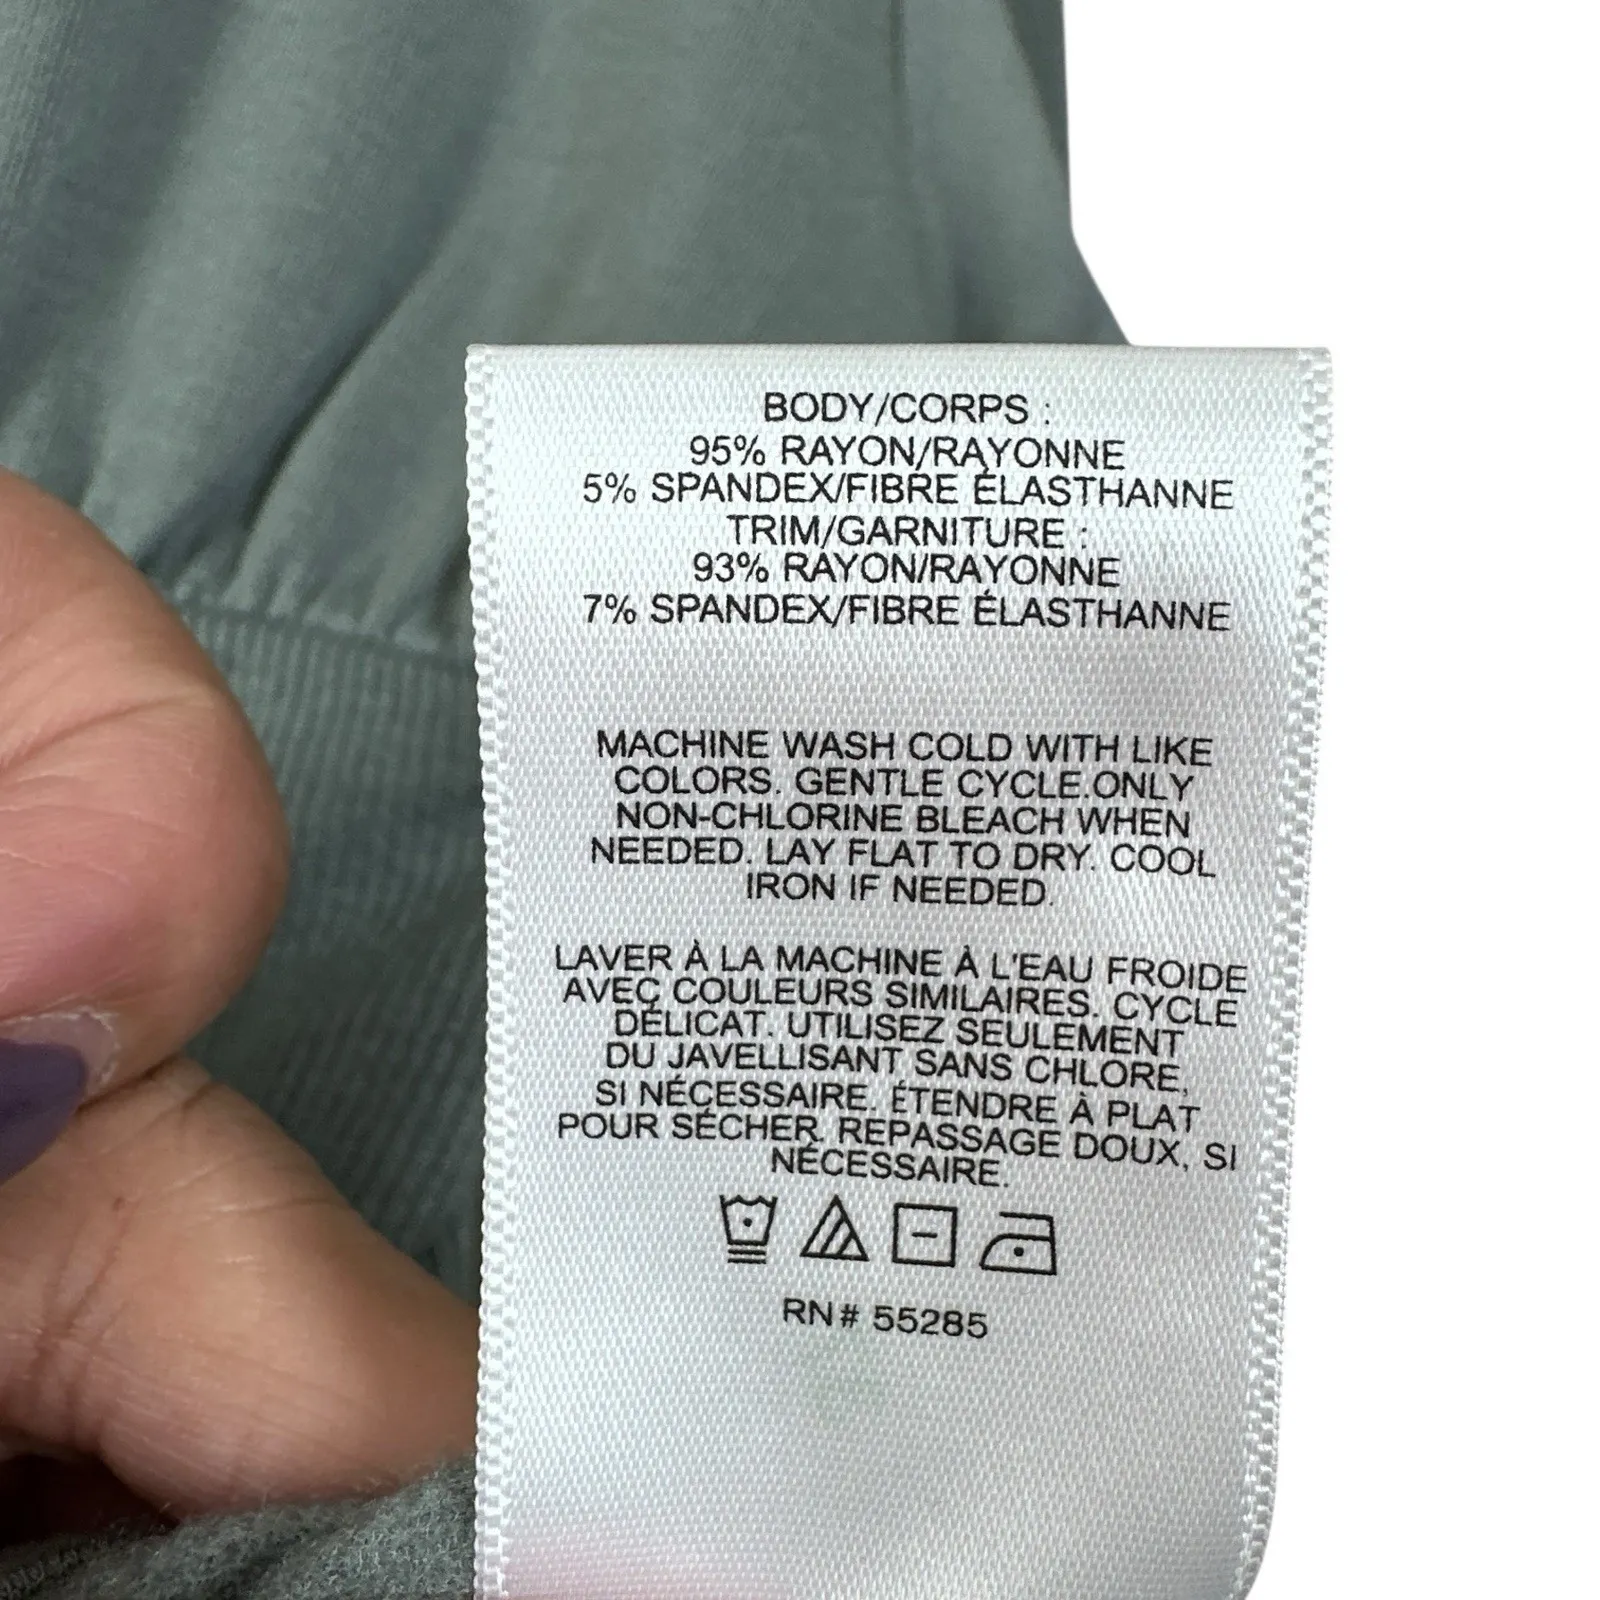 BODY/CORPS :
95% RAYON/RAYONNE
5% SPANDEX/FIBRE ÉLASTHANNE
TRIM/GARNITURE :
93% RAYON/RAYONNE
7% SPANDEX/FIBRE ÉLASTHANNE
MACHINE WASH COLD WITH LIKE
COLORS. GENTLE CYCLE.ONLY
NON-CHLORINE BLEACH WHEN
NEEDED. LAY FLAT TO DRY. COOL
IRON IF NEEDED.
LAVER À LA MACHINE À L'EAU FROIDE
AVEC COULEURS SIMILAIRES. CYCLE
DÉLICAT. UTILISEZ SEULEMENT
DU JAVELLISANT SANS CHLORE,
SI NÉCESSAIRE. ÉTENDRE À PLAT
POUR SÉCHER. REPASSAGE DOUX, SI
NÉCESSAIRE.
RN# 55285